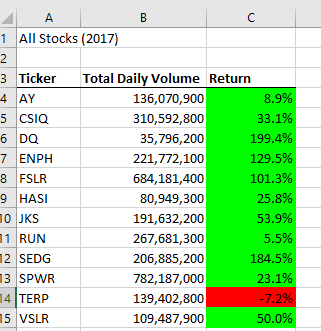 A B C
1 All Stocks (2017)
2
3 Ticker Total Daily Volume Return
4 AY 136,070,900 8.9%
5 CSIQ 310,592,800 33.1%
6 DQ 35,796,200 199.4%
7 ENPH 221,772,100 129.5%
8 FSLR 684,181,400 101.3%
9 HASI 80,949,300 25.8%
10 JKS 191,632,200 53.9%
11 RUN 267,681,300 5.5%
12 SEDG 206,885,200 184.5%
13 SPWR 782,187,000 23.1%
14 TERP 139,402,800 -7.2%
15 VSLR 109,487,900 50.0%